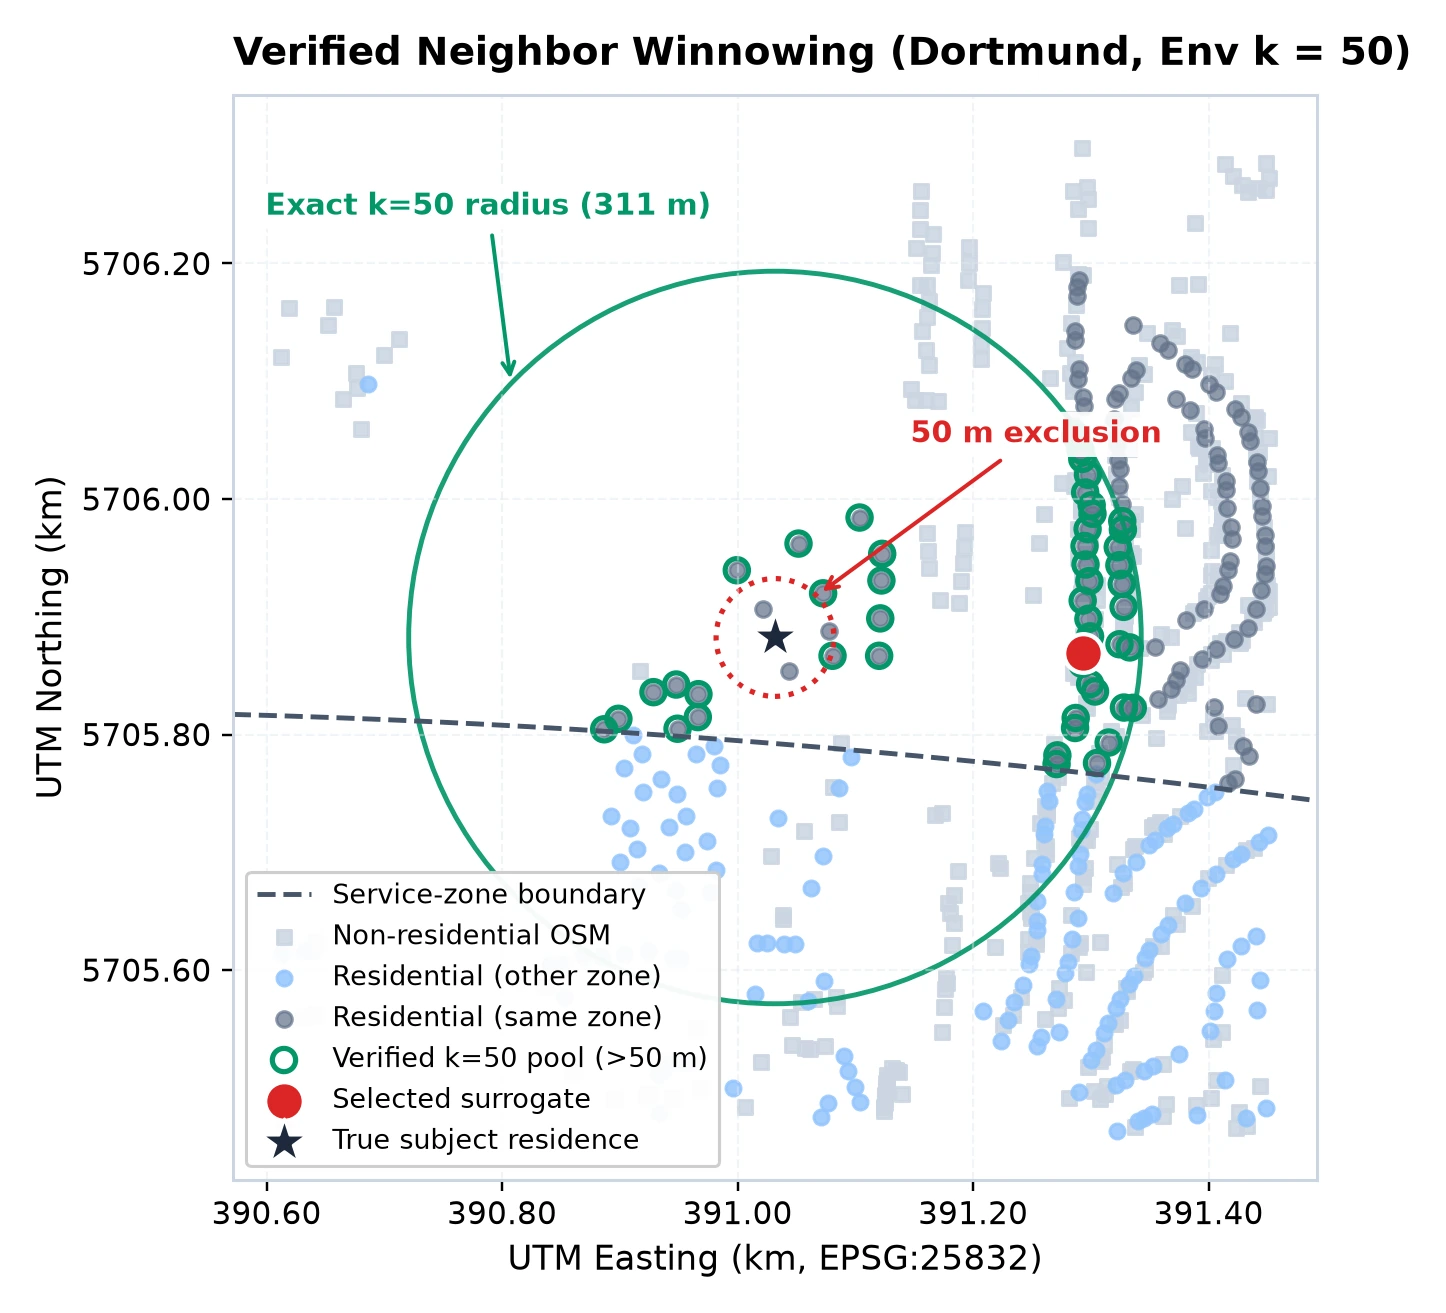 Verified Neighbor Winnowing (Dortmund, Env k = 50)
Exact k=50 radius (311 m)
50 m exclusion
UTM Northing (km)
5706.20
5706.00
5705.80
5705.60
Service-zone boundary
Non-residential OSM
Residential (other zone)
Residential (same zone)
Verified k=50 pool (>50 m)
Selected surrogate
True subject residence
390.60
390.80
391.00
391.20
391.40
UTM Easting (km, EPSG:25832)